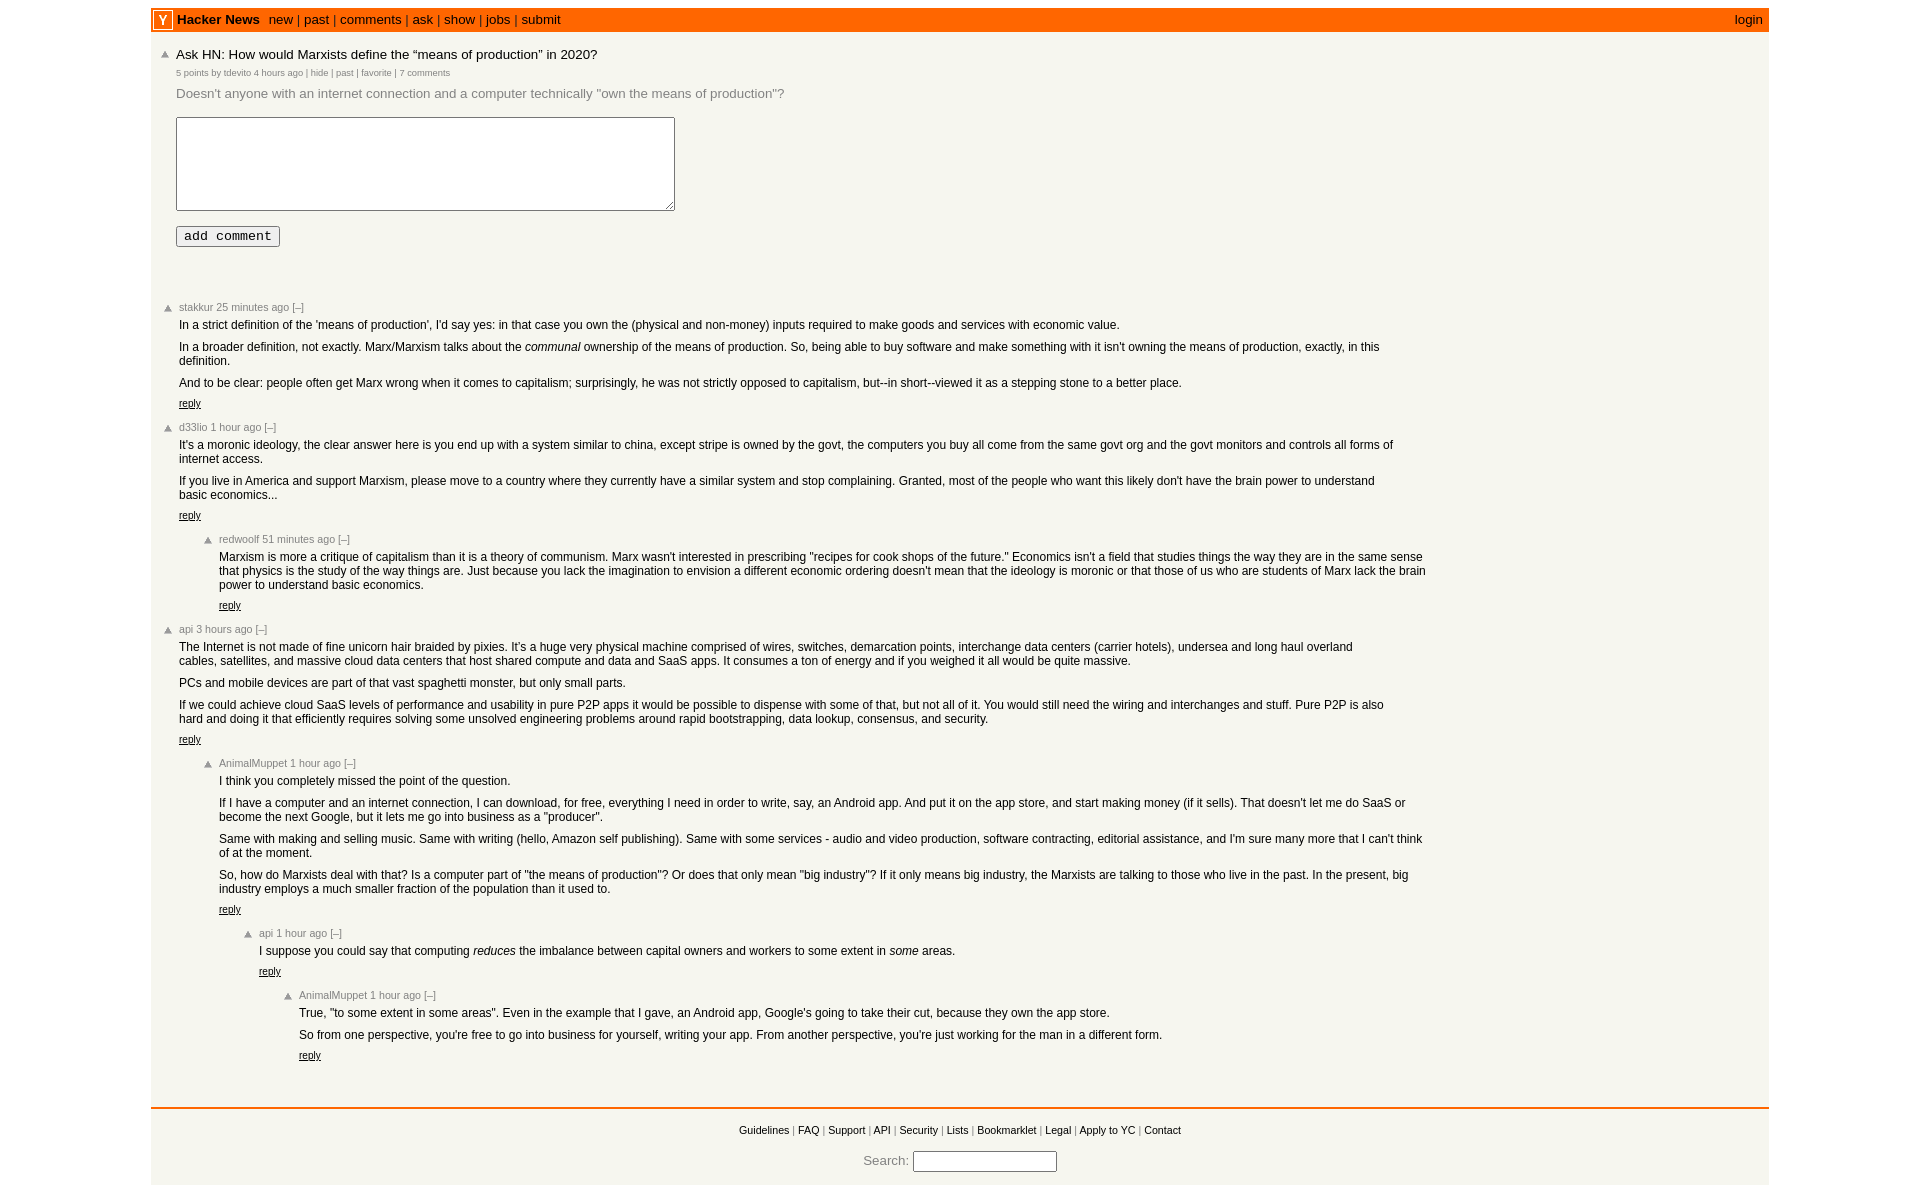 Y Hacker News new | past | comments | ask | show | jobs | submit login
Ask HN: How would Marxists define the “means of production” in 2020?
5 points by tdevito 4 hours ago | hide | past | favorite | 7 comments
Doesn't anyone with an internet connection and a computer technically "own the means of production"?
add comment
stakkur 25 minutes ago [–]
In a strict definition of the 'means of production', I'd say yes: in that case you own the (physical and non-money) inputs required to make goods and services with economic value.
In a broader definition, not exactly. Marx/Marxism talks about the communal ownership of the means of production. So, being able to buy software and make something with it isn't owning the means of production, exactly, in this
definition.
And to be clear: people often get Marx wrong when it comes to capitalism; surprisingly, he was not strictly opposed to capitalism, but--in short--viewed it as a stepping stone to a better place.
reply
d33lio 1 hour ago [–]
It's a moronic ideology, the clear answer here is you end up with a system similar to china, except stripe is owned by the govt, the computers you buy all come from the same govt org and the govt monitors and controls all forms of
internet access.
If you live in America and support Marxism, please move to a country where they currently have a similar system and stop complaining. Granted, most of the people who want this likely don't have the brain power to understand
basic economics...
reply
redwoolf 51 minutes ago [–]
Marxism is more a critique of capitalism than it is a theory of communism. Marx wasn't interested in prescribing "recipes for cook shops of the future." Economics isn't a field that studies things the way they are in the same sense
that physics is the study of the way things are. Just because you lack the imagination to envision a different economic ordering doesn't mean that the ideology is moronic or that those of us who are students of Marx lack the brain
power to understand basic economics.
reply
api 3 hours ago [–]
The Internet is not made of fine unicorn hair braided by pixies. It's a huge very physical machine comprised of wires, switches, demarcation points, interchange data centers (carrier hotels), undersea and long haul overland
cables, satellites, and massive cloud data centers that host shared compute and data and SaaS apps. It consumes a ton of energy and if you weighed it all would be quite massive.
PCs and mobile devices are part of that vast spaghetti monster, but only small parts.
If we could achieve cloud SaaS levels of performance and usability in pure P2P apps it would be possible to dispense with some of that, but not all of it. You would still need the wiring and interchanges and stuff. Pure P2P is also
hard and doing it that efficiently requires solving some unsolved engineering problems around rapid bootstrapping, data lookup, consensus, and security.
reply
AnimalMuppet 1 hour ago [–]
I think you completely missed the point of the question.
If I have a computer and an internet connection, I can download, for free, everything I need in order to write, say, an Android app. And put it on the app store, and start making money (if it sells). That doesn't let me do SaaS or
become the next Google, but it lets me go into business as a "producer".
Same with making and selling music. Same with writing (hello, Amazon self publishing). Same with some services - audio and video production, software contracting, editorial assistance, and I'm sure many more that I can't think
of at the moment.
So, how do Marxists deal with that? Is a computer part of "the means of production"? Or does that only mean "big industry"? If it only means big industry, the Marxists are talking to those who live in the past. In the present, big
industry employs a much smaller fraction of the population than it used to.
reply
api 1 hour ago [–]
I suppose you could say that computing reduces the imbalance between capital owners and workers to some extent in some areas.
reply
AnimalMuppet 1 hour ago [–]
True, "to some extent in some areas". Even in the example that I gave, an Android app, Google's going to take their cut, because they own the app store.
So from one perspective, you're free to go into business for yourself, writing your app. From another perspective, you're just working for the man in a different form.
reply
Guidelines | FAQ | Support | API | Security | Lists | Bookmarklet | Legal | Apply to YC | Contact
Search: